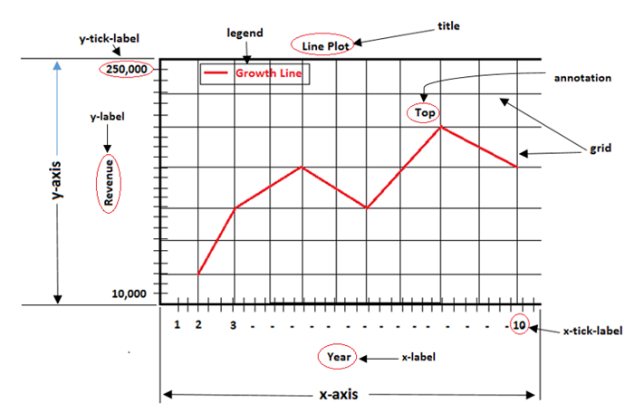 title
legend
y-tick-label
Line Plot
250,000
Growth Line
annotation
Top
y-label
grid
Revenue
y-axis
10,000
1 2 3 - - - - - - - - - - - - - 10
x-tick-label
Year
x-label
x-axis